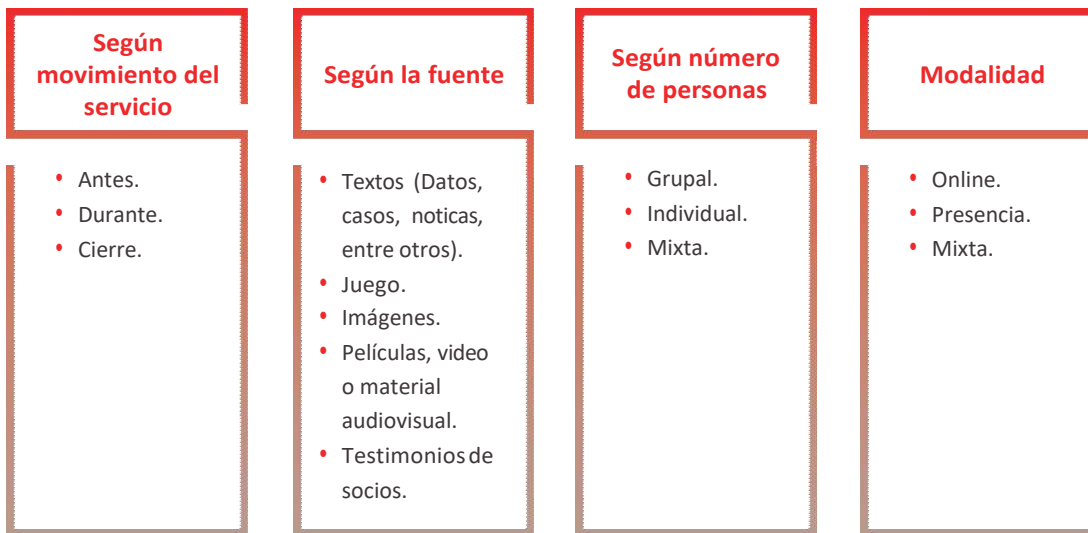 Según
movimiento del
servicio
• Antes.
• Durante.
• Cierre.
Según la fuente
• Textos (Datos,
casos, noticas,
entre otros).
• Juego.
• Imágenes.
• Películas, video
o material
audiovisual.
• Testimonios de
socios.
Según número
de personas
• Grupal.
• Individual.
• Mixta.
Modalidad
• Online.
• Presencia.
• Mixta.